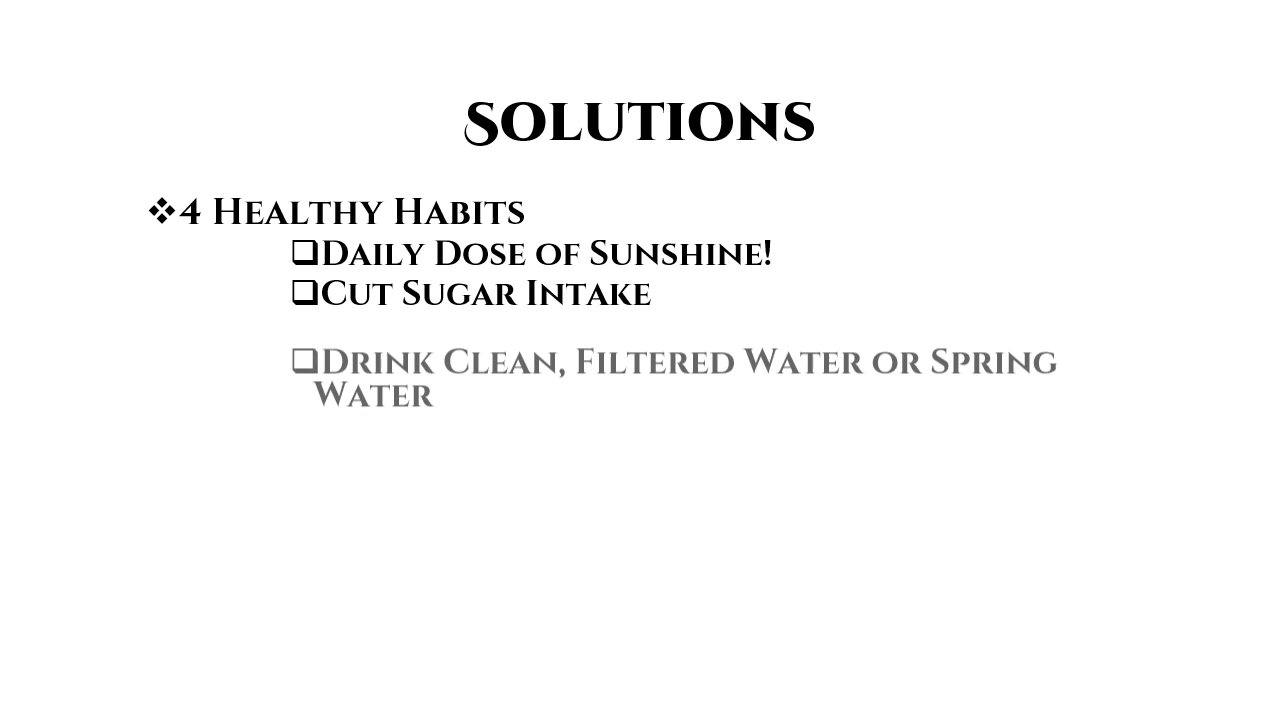 Solutions
❖4 Healthy Habits
❑Daily Dose of Sunshine!
❑Cut Sugar Intake
❑Drink Clean, Filtered Water or Spring
Water